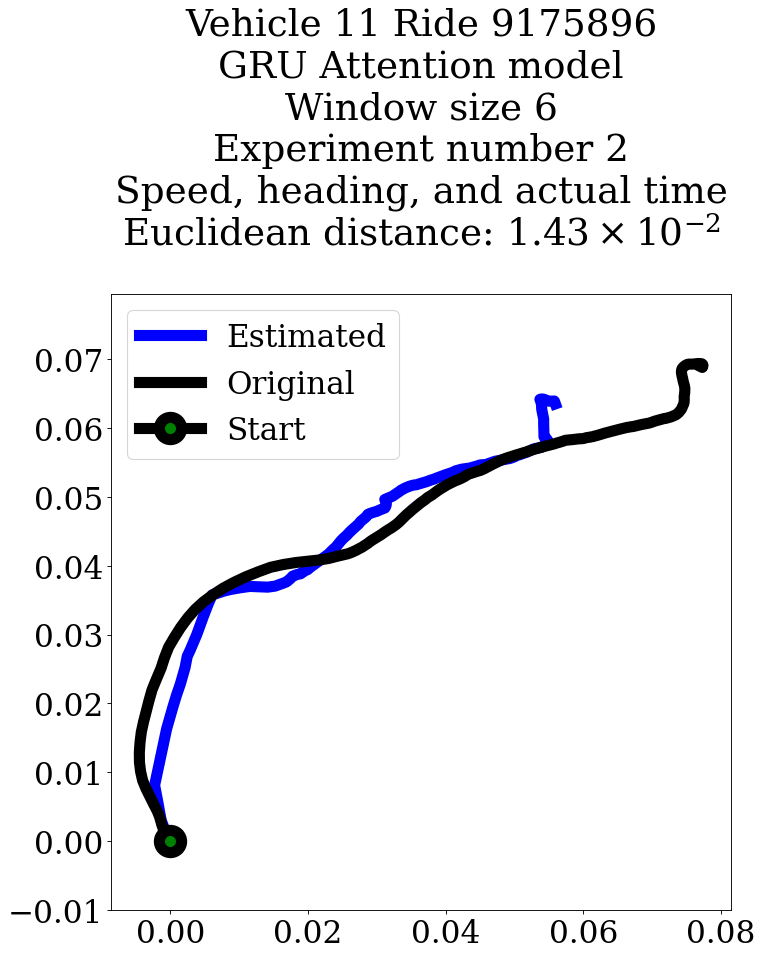 Vehicle 11 Ride 9175896
GRU Attention model
Window size 6
Experiment number 2
Speed, heading, and actual time
Euclidean distance: 1.43 × 10⁻²
Estimated
Original
Start
0.07
0.06
0.05
0.04
0.03
0.02
0.01
0.00
−0.01
0.00 0.02 0.04 0.06 0.08